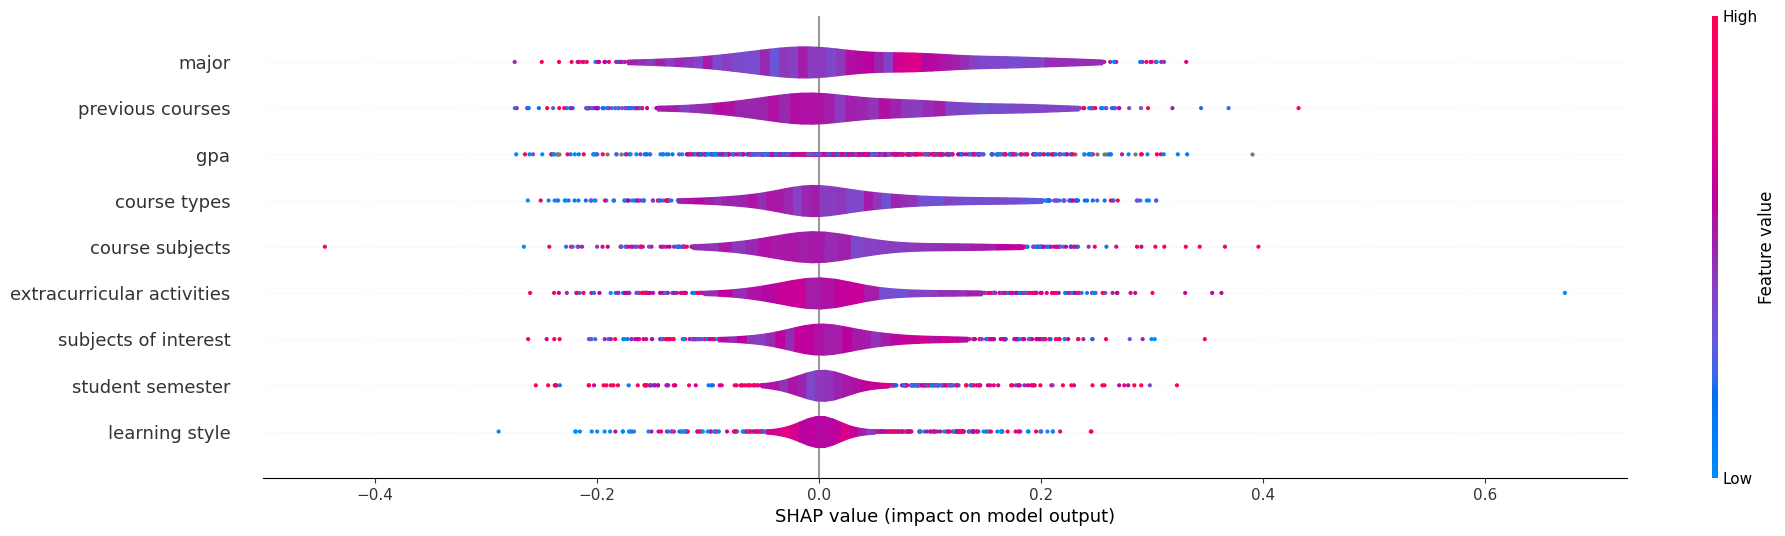 High
major
previous courses
gpa
course types
course subjects
extracurricular activities
subjects of interest
student semester
learning style
Feature value
Low
−0.4 −0.2 0.0 0.2 0.4 0.6
SHAP value (impact on model output)